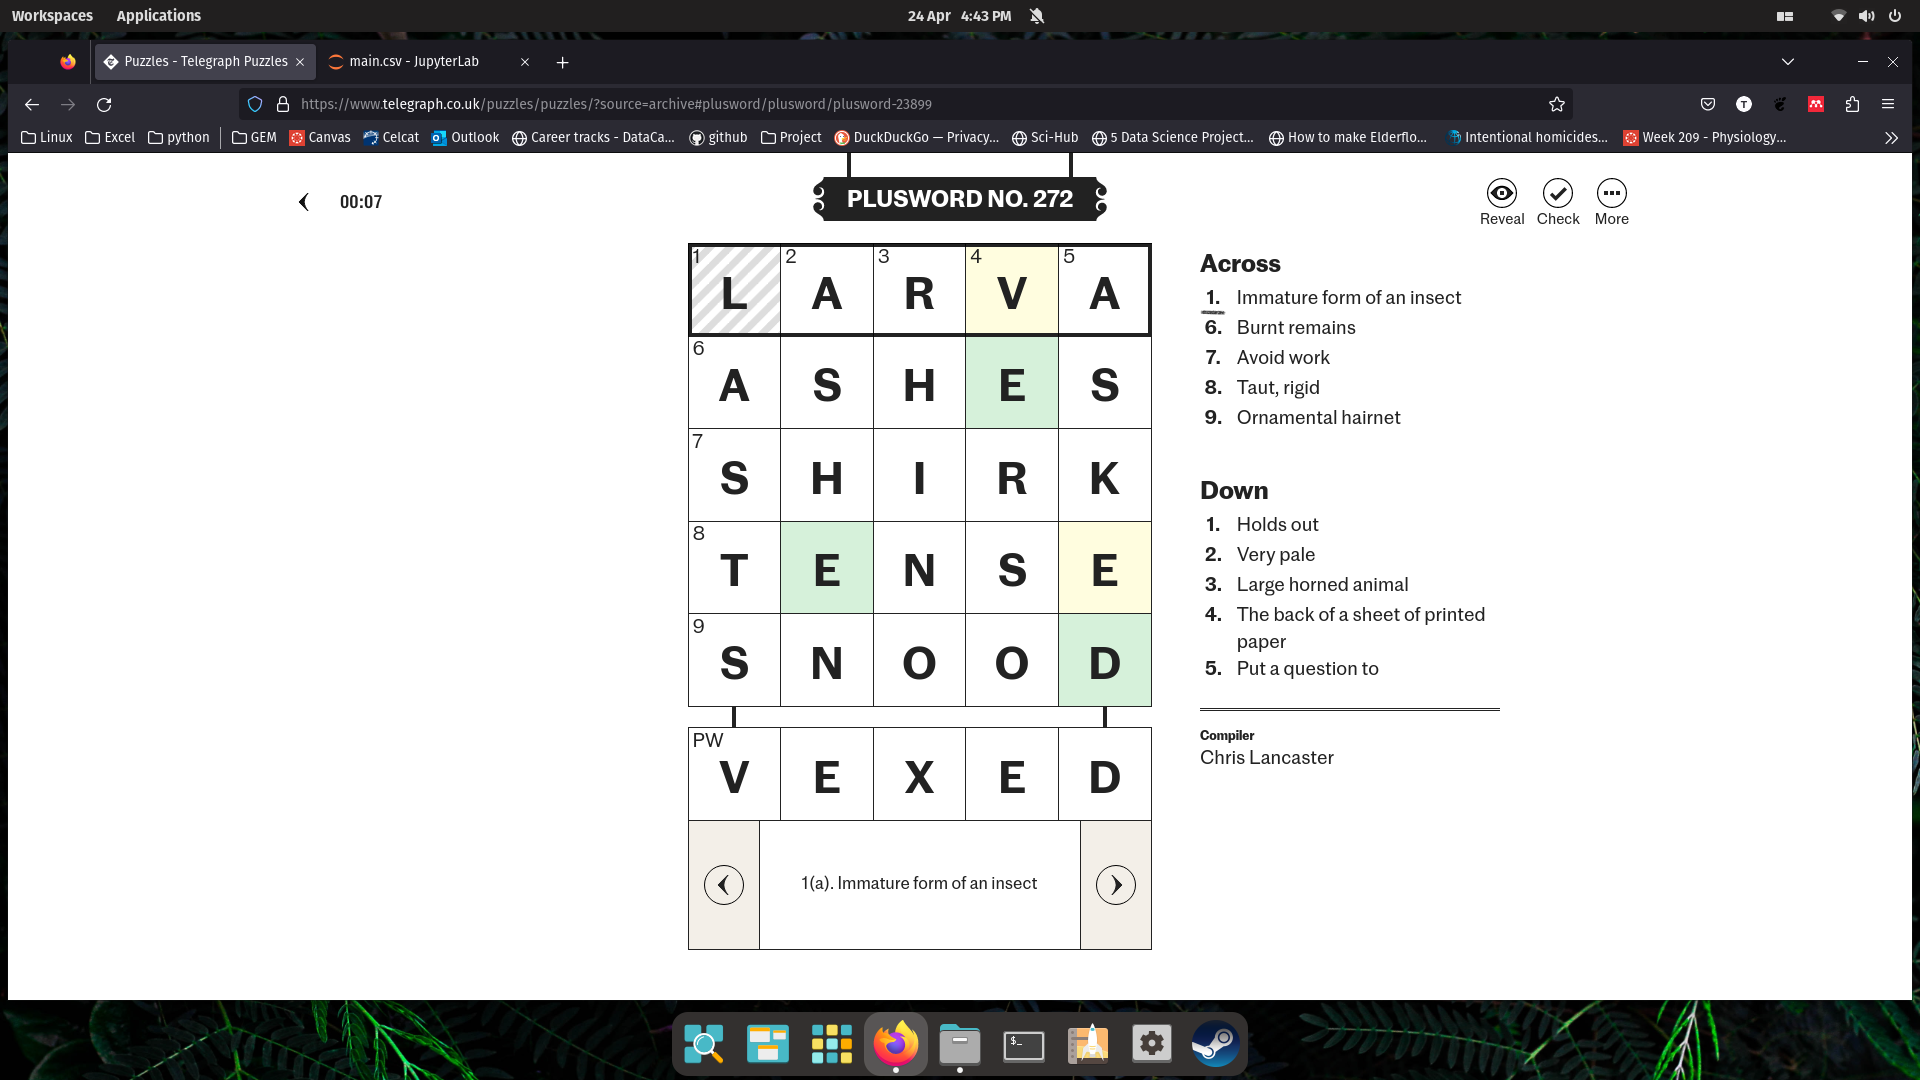 Workspaces Applications 24 Apr 4:43 PM
Puzzles - Telegraph Puzzles main.csv - JupyterLab
https://www.telegraph.co.uk/puzzles/puzzles/?source=archive#plusword/plusword/plusword-23899
Linux Excel python GEM Canvas Celcat Outlook Career tracks - DataCa... github Project DuckDuckGo — Privacy... Sci-Hub 5 Data Science Project... How to make Elderflo... Intentional homicides... Week 209 - Physiology...
00:07
PLUSWORD NO. 272
Reveal Check More
1 2 3 4 5
L A R V A
6
A S H E S
7
S H I R K
8
T E N S E
9
S N O O D
PW
V E X E D
1(a). Immature form of an insect
Across
1. Immature form of an insect
6. Burnt remains
7. Avoid work
8. Taut, rigid
9. Ornamental hairnet
Down
1. Holds out
2. Very pale
3. Large horned animal
4. The back of a sheet of printed
paper
5. Put a question to
Compiler
Chris Lancaster